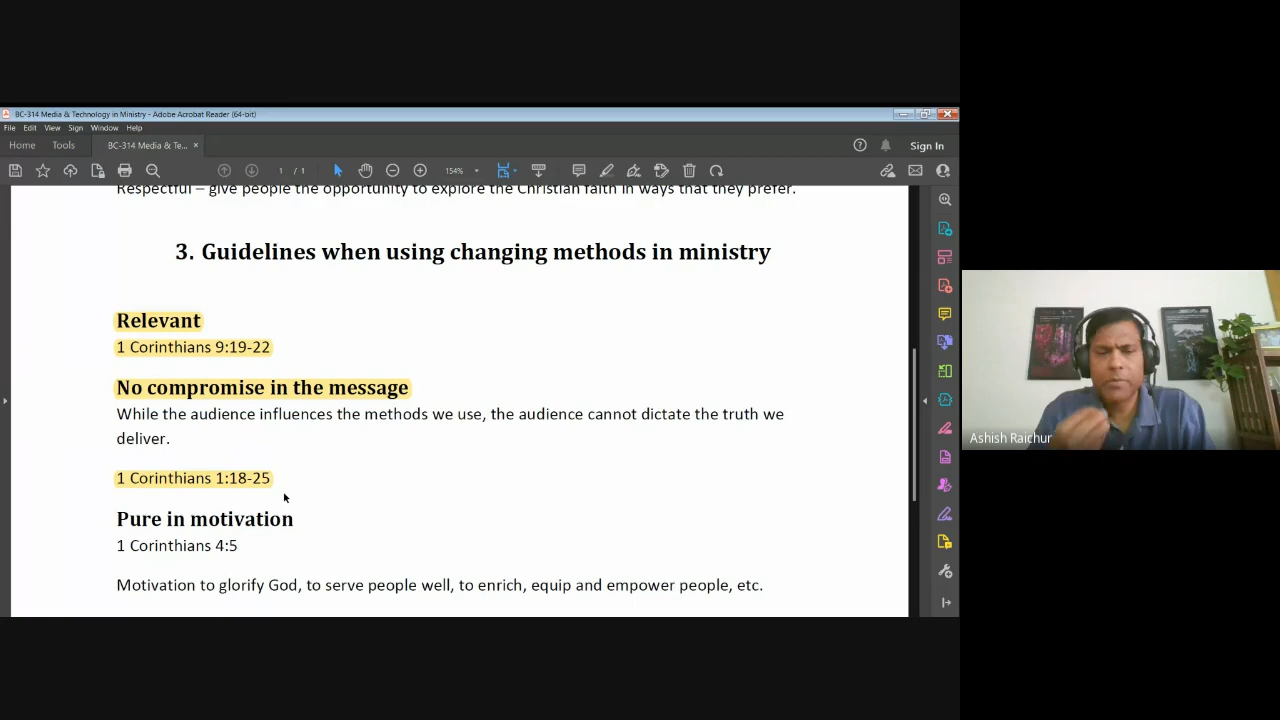 BC-314 Media & Technology in Ministry - Adobe Acrobat Reader (64-bit)
File Edit View Sign Window Help
Home Tools BC-314 Media & Te... × Sign In
1 / 1 154%
Respectful – give people the opportunity to explore the Christian faith in ways that they prefer.
3. Guidelines when using changing methods in ministry
Relevant
1 Corinthians 9:19-22
No compromise in the message
While the audience influences the methods we use, the audience cannot dictate the truth we
deliver.
1 Corinthians 1:18-25
Pure in motivation
1 Corinthians 4:5
Motivation to glorify God, to serve people well, to enrich, equip and empower people, etc.
Ashish Raichur